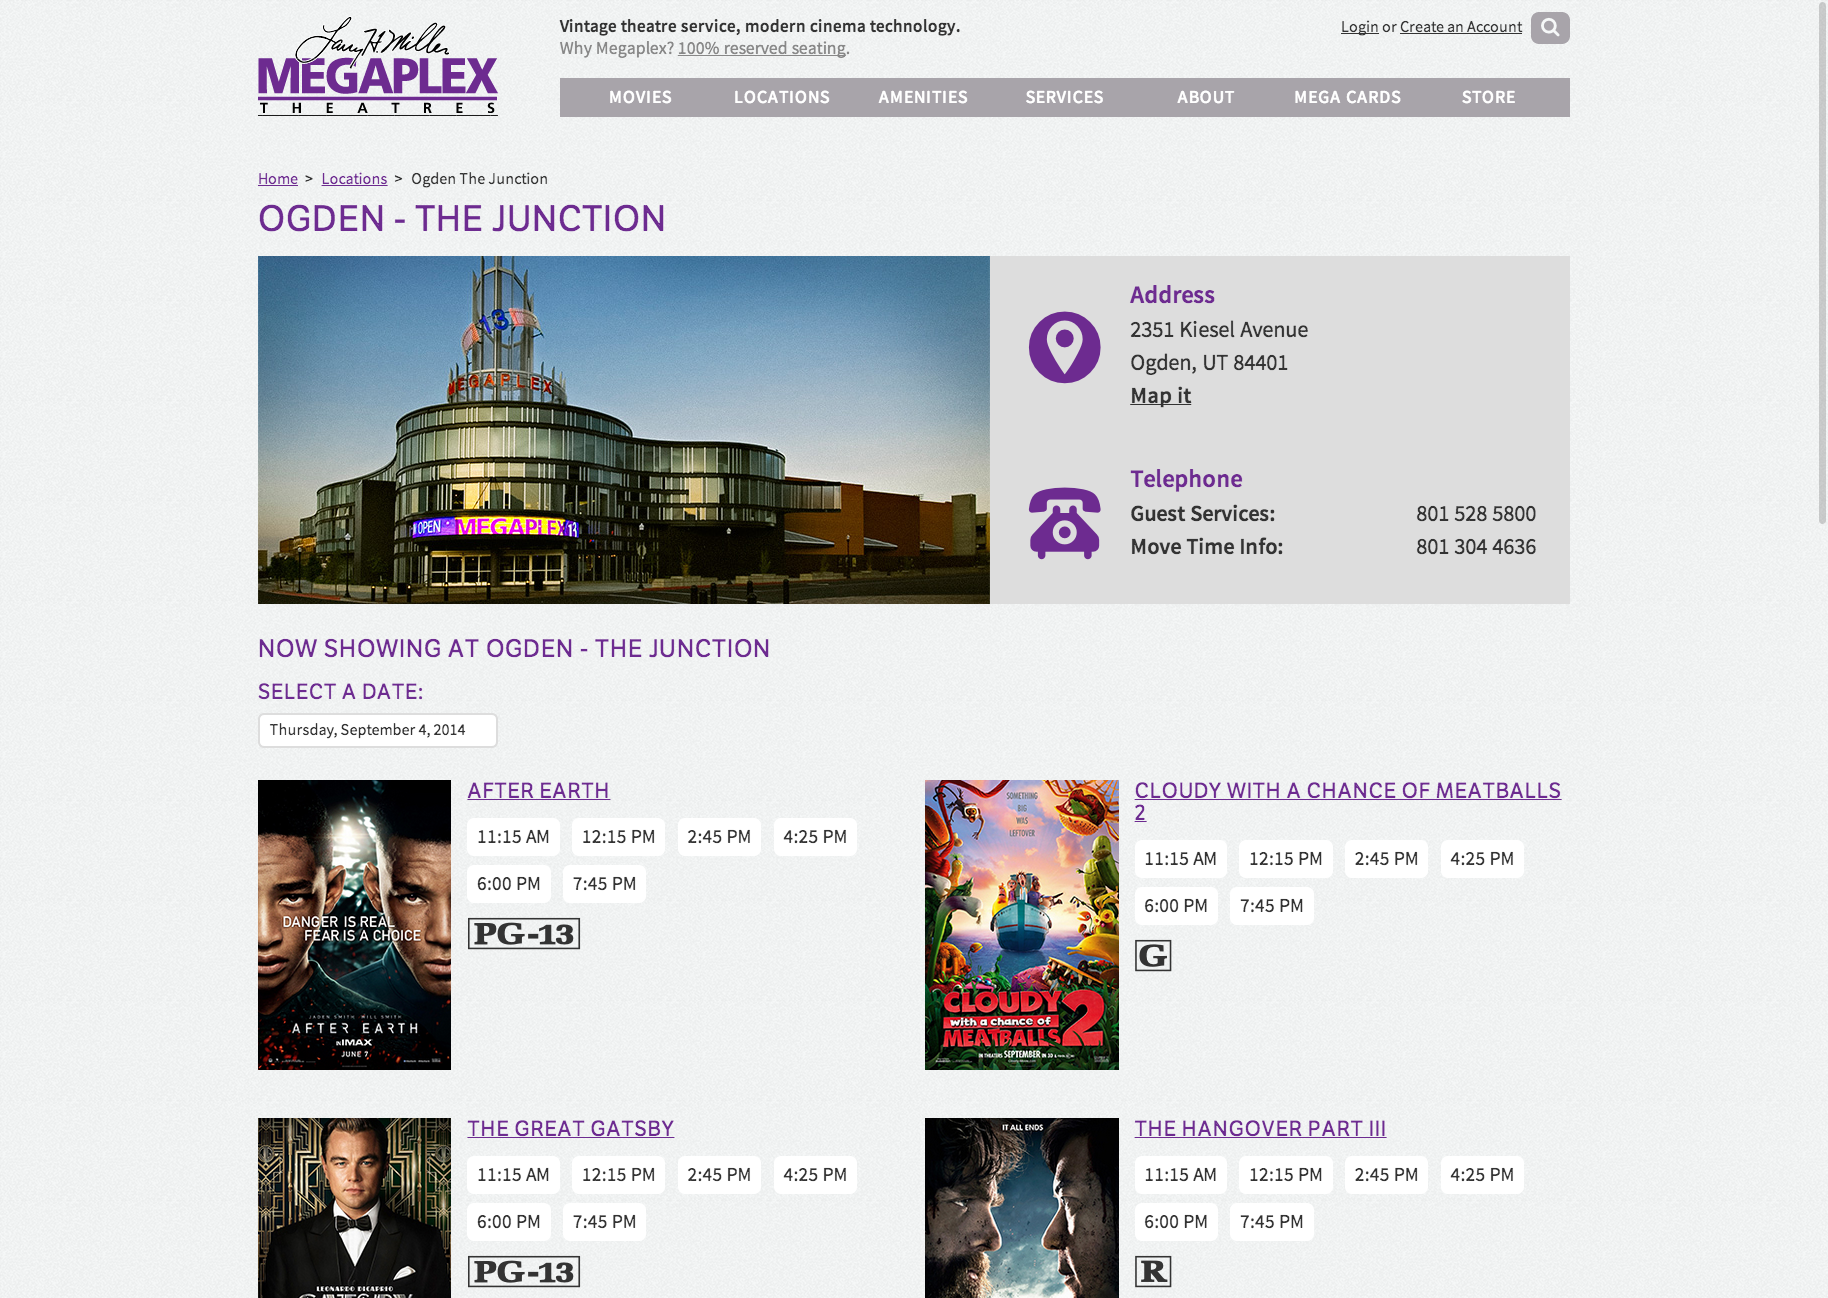 Larry H. Miller
MEGAPLEX
THEATRES
Vintage theatre service, modern cinema technology.
Why Megaplex? 100% reserved seating.
Login or Create an Account
MOVIES LOCATIONS AMENITIES SERVICES ABOUT MEGA CARDS STORE
Home > Locations > Ogden The Junction
OGDEN - THE JUNCTION
13
MEGAPLEX
OPEN MEGAPLEX 13
Address
2351 Kiesel Avenue
Ogden, UT 84401
Map it
Telephone
Guest Services: 801 528 5800
Move Time Info: 801 304 4636
NOW SHOWING AT OGDEN - THE JUNCTION
SELECT A DATE:
Thursday, September 4, 2014
DANGER IS REAL
FEAR IS A CHOICE
JADEN SMITH WILL SMITH
AFTER EARTH
IN IMAX
JUNE 7
AFTER EARTH
11:15 AM 12:15 PM 2:45 PM 4:25 PM
6:00 PM 7:45 PM
PG-13
SOMETHING
BIG
WAS
LEFTOVER
CLOUDY
with a chance of
MEATBALLS 2
IN THEATERS SEPTEMBER IN 3D
CLOUDY WITH A CHANCE OF MEATBALLS
2
11:15 AM 12:15 PM 2:45 PM 4:25 PM
6:00 PM 7:45 PM
G
LEONARDO DICAPRIO
GATSBY
THE GREAT GATSBY
11:15 AM 12:15 PM 2:45 PM 4:25 PM
6:00 PM 7:45 PM
PG-13
IT ALL ENDS
THE HANGOVER PART III
11:15 AM 12:15 PM 2:45 PM 4:25 PM
6:00 PM 7:45 PM
R